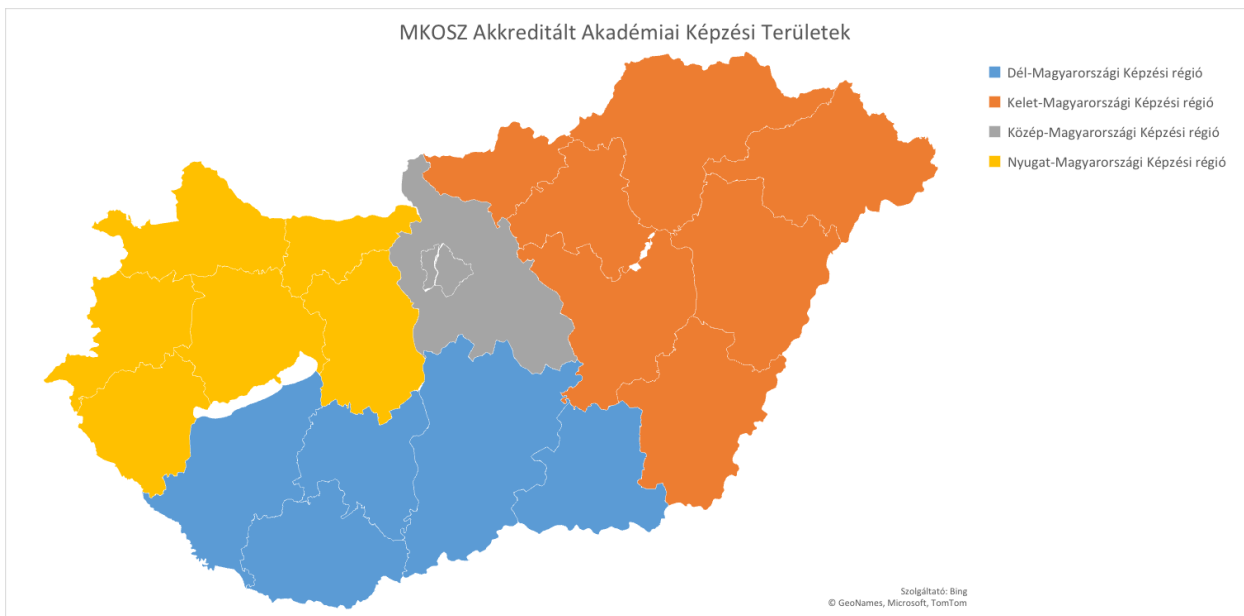 MKOSZ Akkreditált Akadémiai Képzési Területek
Dél-Magyarországi Képzési régió
Kelet-Magyarországi Képzési régió
Közép-Magyarországi Képzési régió
Nyugat-Magyarországi Képzési régió
Szolgáltató: Bing
© GeoNames, Microsoft, TomTom